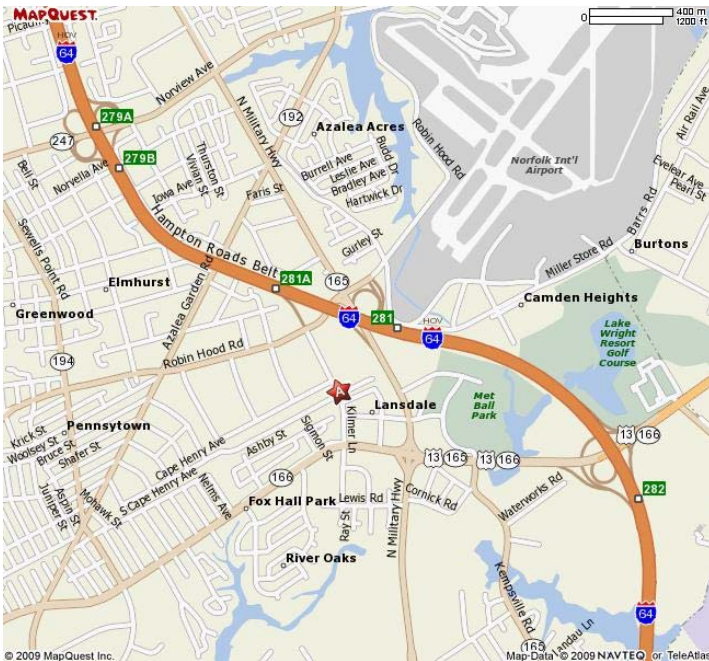 MAPQUEST.
400 m
0
1200 ft
HOV
64
279A
247
279B
Norview Ave
N Military Hwy
192
Azalea Acres
Burrell Ave
Leslie Ave
Bradley Ave
Hartwick Dr
Budd Dr
Robin Hood Rd
Norfolk Int'l
Airport
Air Rail Ave
Evelear Ave
Pearl St
Barrs Rd
Burtons
Bell St
Norvella Ave
Thurston St
Vivian St
Iowa Ave
Faris St
Gurley St
Miller Store Rd
Sewells Point Rd
Hampton Roads Belt
Elmhurst
Greenwood
Azalea Garden Rd
281A
165
64
281
HOV
64
Camden Heights
Lake
Wright
Resort
Golf
Course
194
Robin Hood Rd
A
Lansdale
Met
Ball
Park
Krick St
Woolsey St
Bruce St
Shafer St
Pennsytown
Cape Henry Ave
Ashby St
Sigmon St
Kilmer Ln
13
166
13
165
13
166
S Cape Henry Ave
166
282
Juniper St
Aspin St
Mohawk St
Nelms Ave
Fox Hall Park
Lewis Rd
Ray St
Cornick Rd
Waterworks Rd
N Military Hwy
River Oaks
Kempsville Rd
64
165
© 2009 MapQuest Inc.
Map Data © 2009 NAVTEQ or TeleAtlas